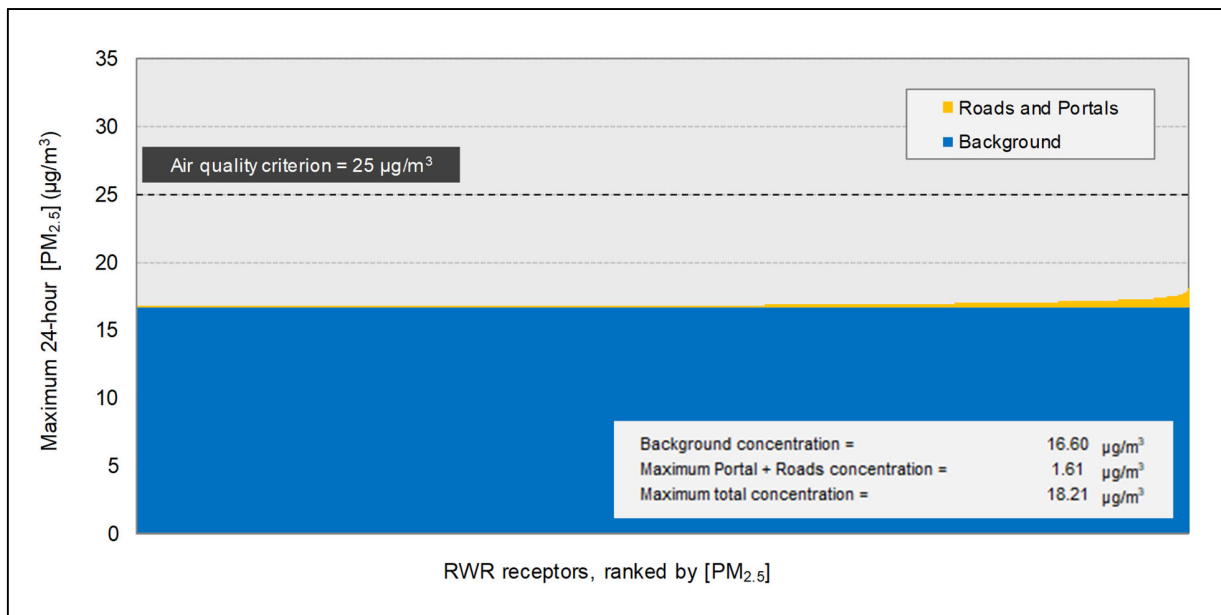 35
30
25
20
15
10
5
0
Maximum 24-hour [PM2.5] (µg/m³)
Roads and Portals
Background
Air quality criterion = 25 µg/m³
Background concentration = 16.60 µg/m³
Maximum Portal + Roads concentration = 1.61 µg/m³
Maximum total concentration = 18.21 µg/m³
RWR receptors, ranked by [PM2.5]